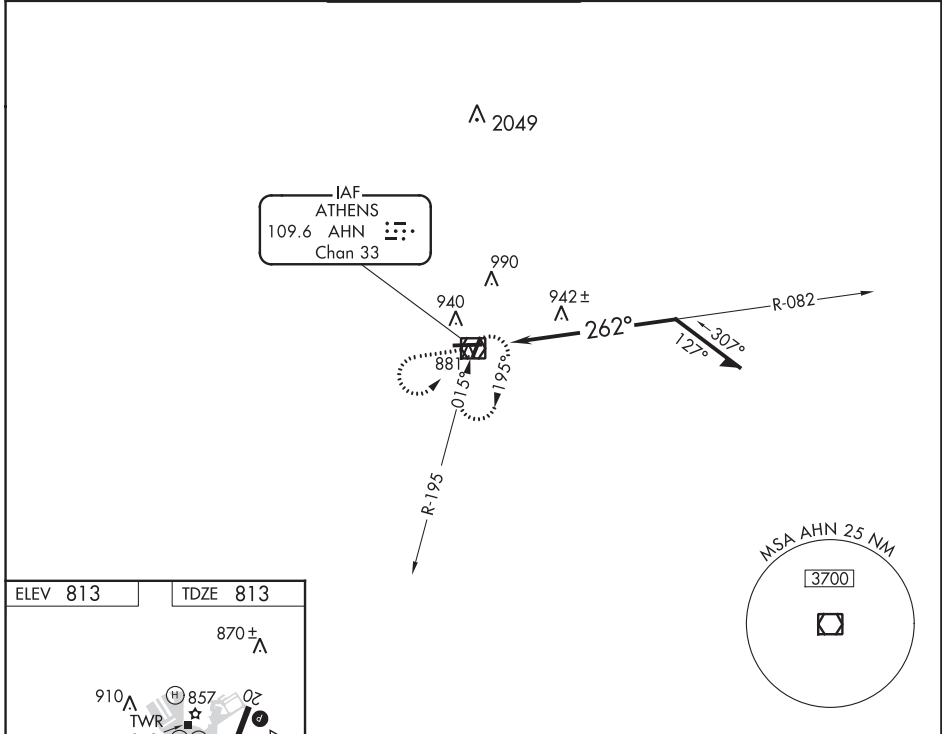 2049
IAF
ATHENS
109.6 AHN
Chan 33
990
940
942±
R-082
262°
307°
127°
881
015°
195°
R-195
MSA AHN 25 NM
3700
ELEV 813
TDZE 813
870±
910
H
857
20
P
TWR